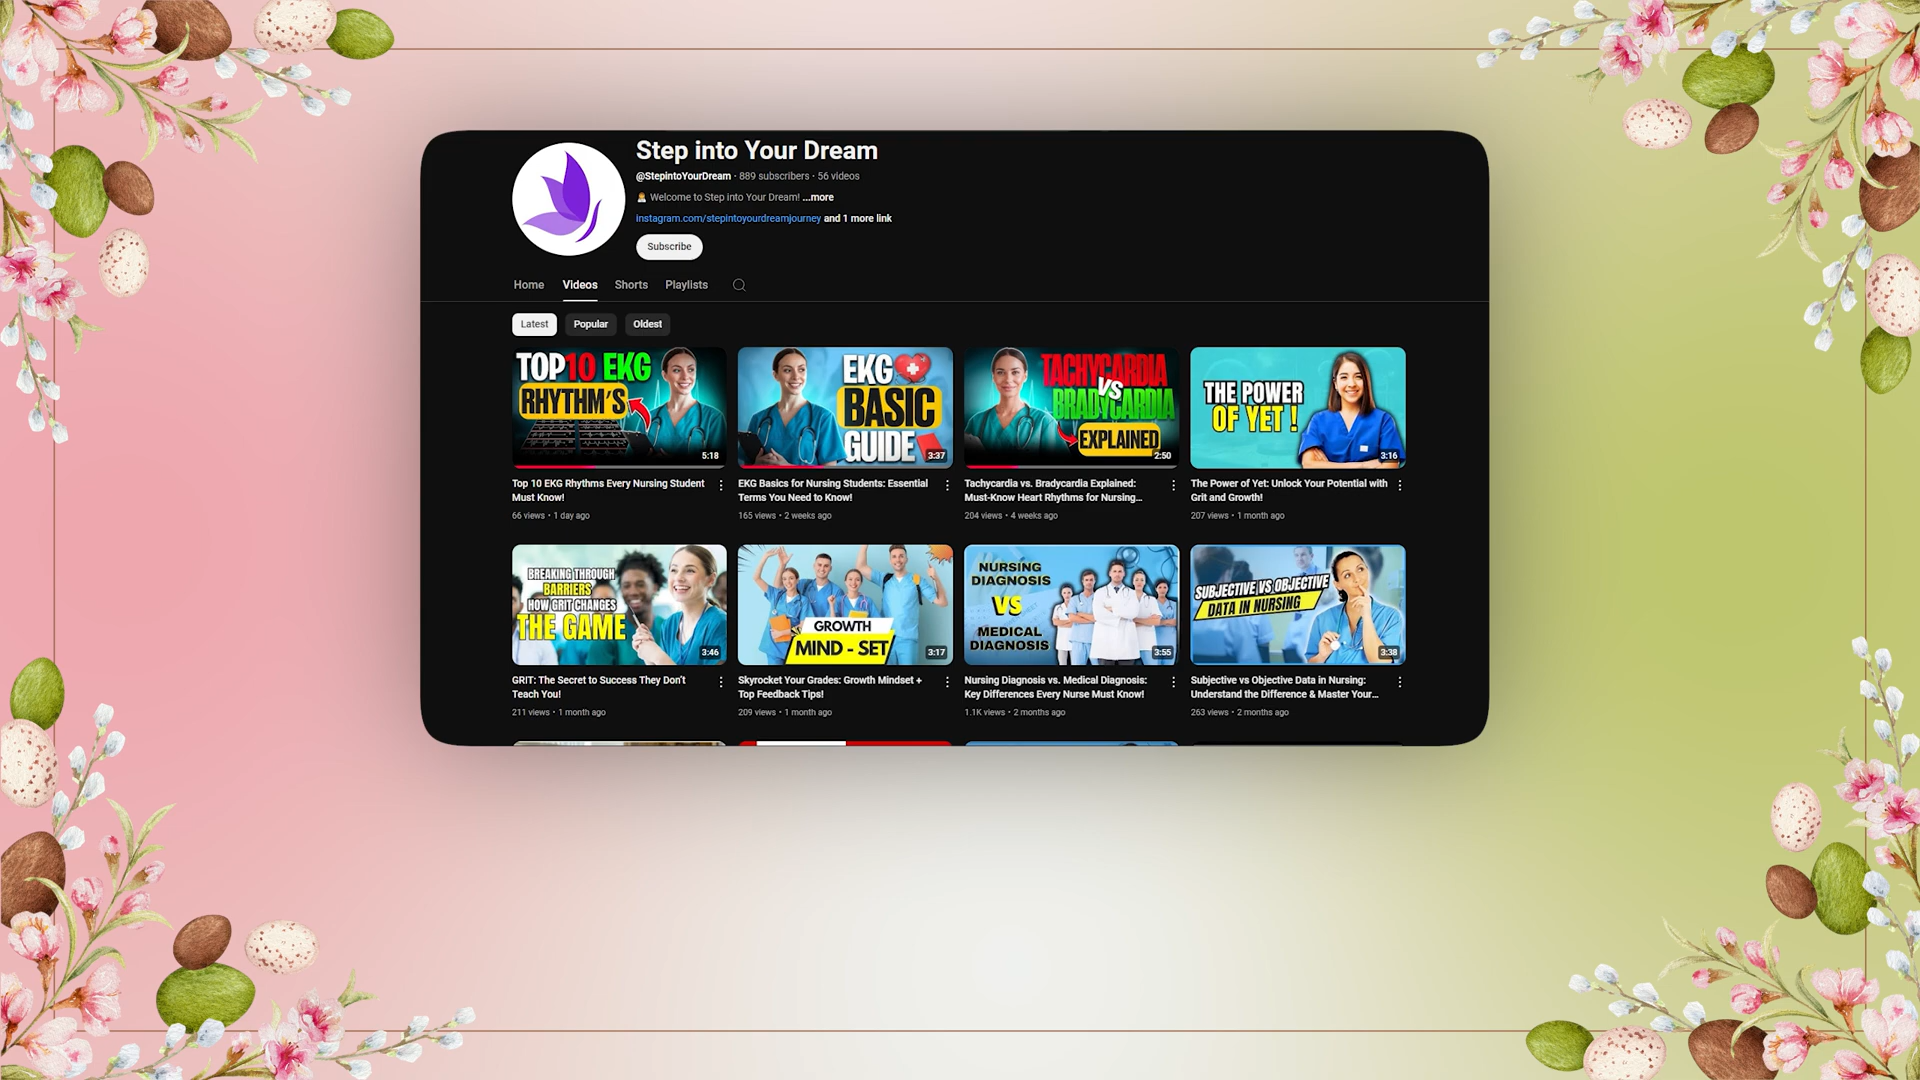 Step into Your Dream
@StepintoYourDream · 889 subscribers · 56 videos
Welcome to Step into Your Dream! ...more
instagram.com/stepintoyourdreamjourney and 1 more link
Subscribe
Home Videos Shorts Playlists
Latest Popular Oldest
TOP 10 EKG
RHYTHM'S
5:18
EKG
BASIC
GUIDE
3:37
TACHYCARDIA
VS
BRADYCARDIA
EXPLAINED
2:50
THE POWER
OF YET !
3:16
Top 10 EKG Rhythms Every Nursing Student
Must Know!
66 views • 1 day ago
EKG Basics for Nursing Students: Essential
Terms You Need to Know!
165 views • 2 weeks ago
Tachycardia vs. Bradycardia Explained:
Must-Know Heart Rhythms for Nursing...
204 views • 4 weeks ago
The Power of Yet: Unlock Your Potential with
Grit and Growth!
207 views • 1 month ago
BREAKING THROUGH
BARRIERS
HOW GRIT CHANGES
THE GAME
3:46
GROWTH
MIND - SET
3:17
NURSING
DIAGNOSIS
VS
MEDICAL
DIAGNOSIS
3:55
SUBJECTIVE VS OBJECTIVE
DATA IN NURSING
3:38
GRIT: The Secret to Success They Don't
Teach You!
211 views • 1 month ago
Skyrocket Your Grades: Growth Mindset +
Top Feedback Tips!
209 views • 1 month ago
Nursing Diagnosis vs. Medical Diagnosis:
Key Differences Every Nurse Must Know!
1.1K views • 2 months ago
Subjective vs Objective Data in Nursing:
Understand the Difference & Master Your...
263 views • 2 months ago